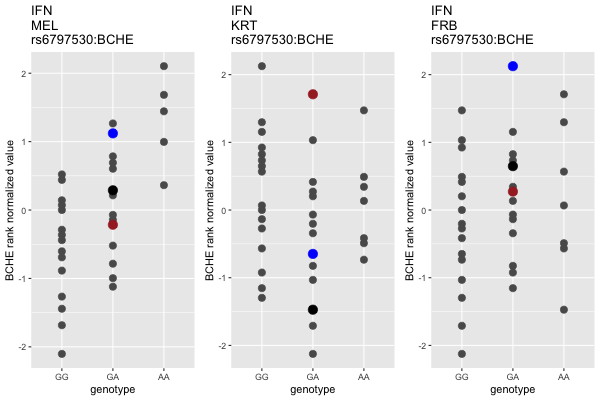 IFN
MEL
rs6797530:BCHE
BCHE rank normalized value
2
1
0
-1
-2
GG GA AA
genotype
IFN
KRT
rs6797530:BCHE
BCHE rank normalized value
2
1
0
-1
-2
GG GA AA
genotype
IFN
FRB
rs6797530:BCHE
BCHE rank normalized value
2
1
0
-1
-2
GG GA AA
genotype